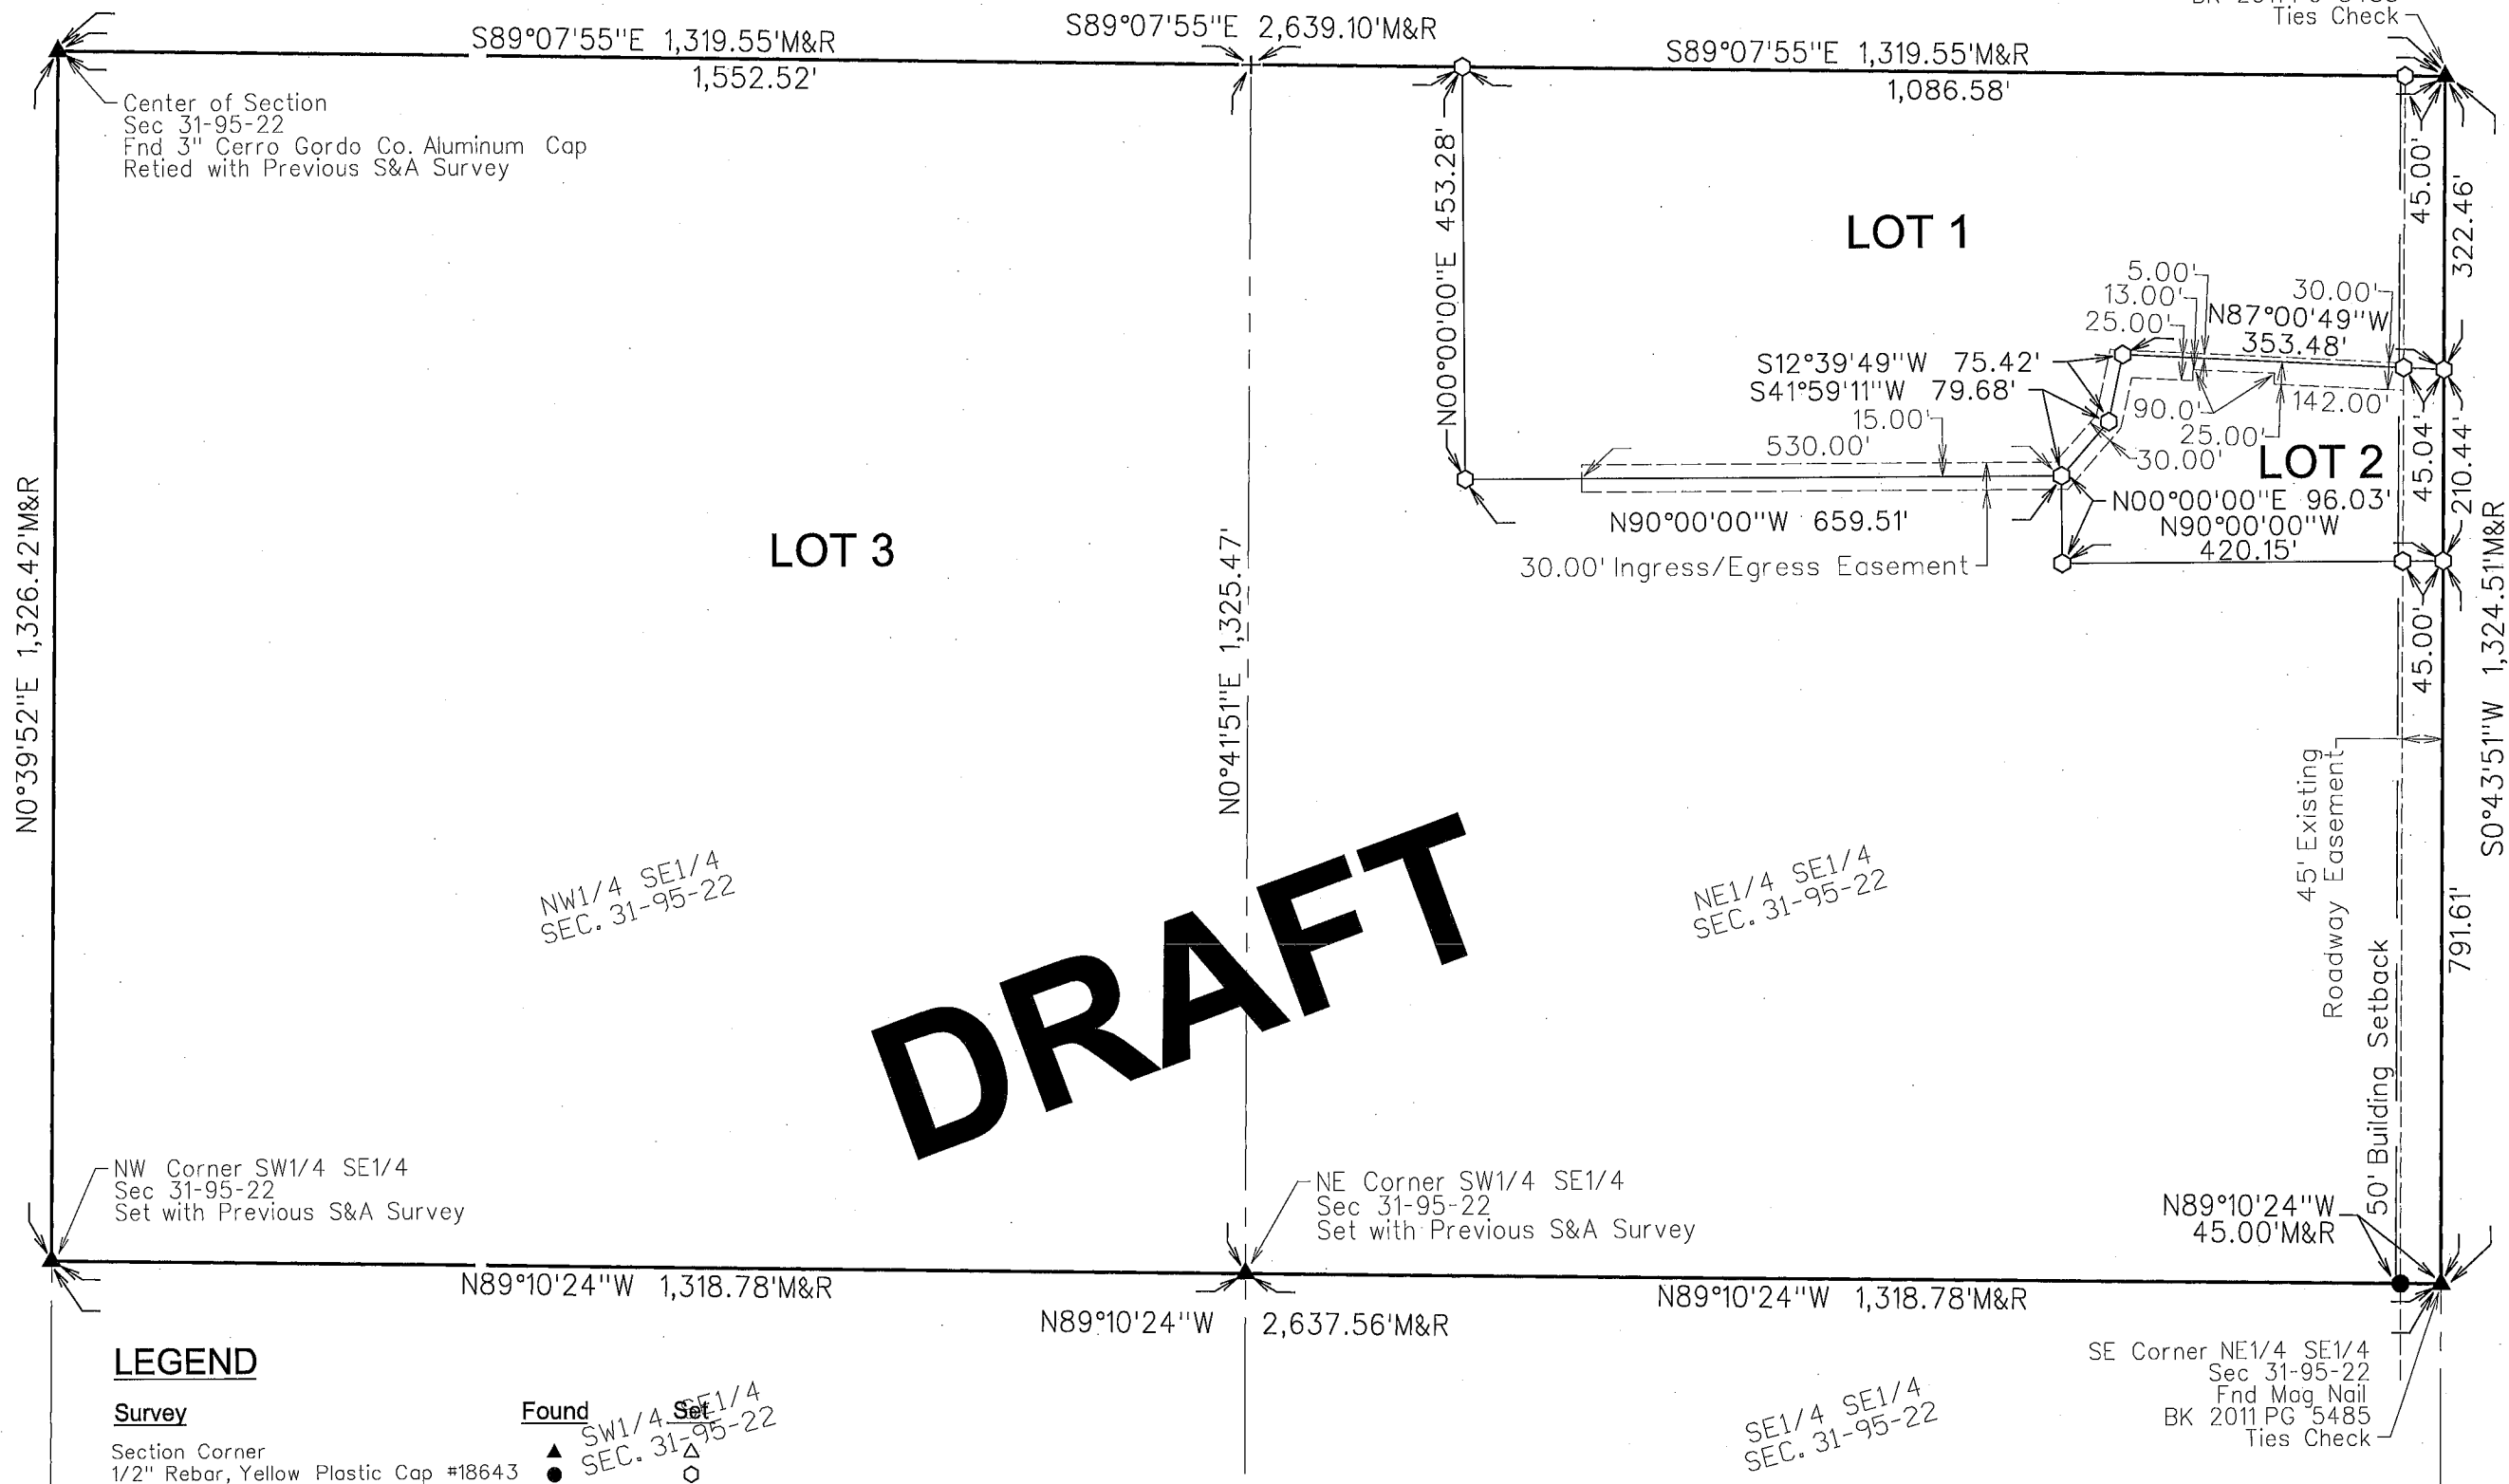 Ties Check
S89°07'55"E 2,639.10'M&R
S89°07'55"E 1,319.55'M&R
1,552.52'
S89°07'55"E 1,319.55'M&R
1,086.58'
Center of Section
Sec 31-95-22
Fnd 3" Cerro Gordo Co. Aluminum Cap
Retied with Previous S&A Survey
N00°00'00"E 453.28'
45.00'
322.46'
LOT 1
5.00'
13.00'
25.00'
30.00'
N87°00'49"W
353.48'
S12°39'49"W 75.42'
S41°59'11"W 79.68'
15.00'
530.00'
90.0'
142.00'
25.00'
30.00'
LOT 2
45.04'
210.44'
N00°00'00"E 96.03'
N90°00'00"W
420.15'
N90°00'00"W 659.51'
30.00' Ingress/Egress Easement
LOT 3
N0°39'52"E 1,326.42'M&R
N0°41'51"E 1,325.47'
45.00'
S0°43'51"W 1,324.51'M&R
45' Existing
Roadway Easement
791.61'
50' Building Setback
NW1/4 SE1/4
SEC. 31-95-22
NE1/4 SE1/4
SEC. 31-95-22
DRAFT
NW Corner SW1/4 SE1/4
Sec 31-95-22
Set with Previous S&A Survey
NE Corner SW1/4 SE1/4
Sec 31-95-22
Set with Previous S&A Survey
N89°10'24"W
45.00'M&R
N89°10'24"W 1,318.78'M&R
N89°10'24"W 1,318.78'M&R
N89°10'24"W 2,637.56'M&R
SE Corner NE1/4 SE1/4
Sec 31-95-22
Fnd Mag Nail
BK 2011 PG 5485
Ties Check
LEGEND
Survey Found Set
Section Corner
1/2" Rebar, Yellow Plastic Cap #18643
SW1/4 SE1/4
SEC. 31-95-22
SE1/4 SE1/4
SEC. 31-95-22